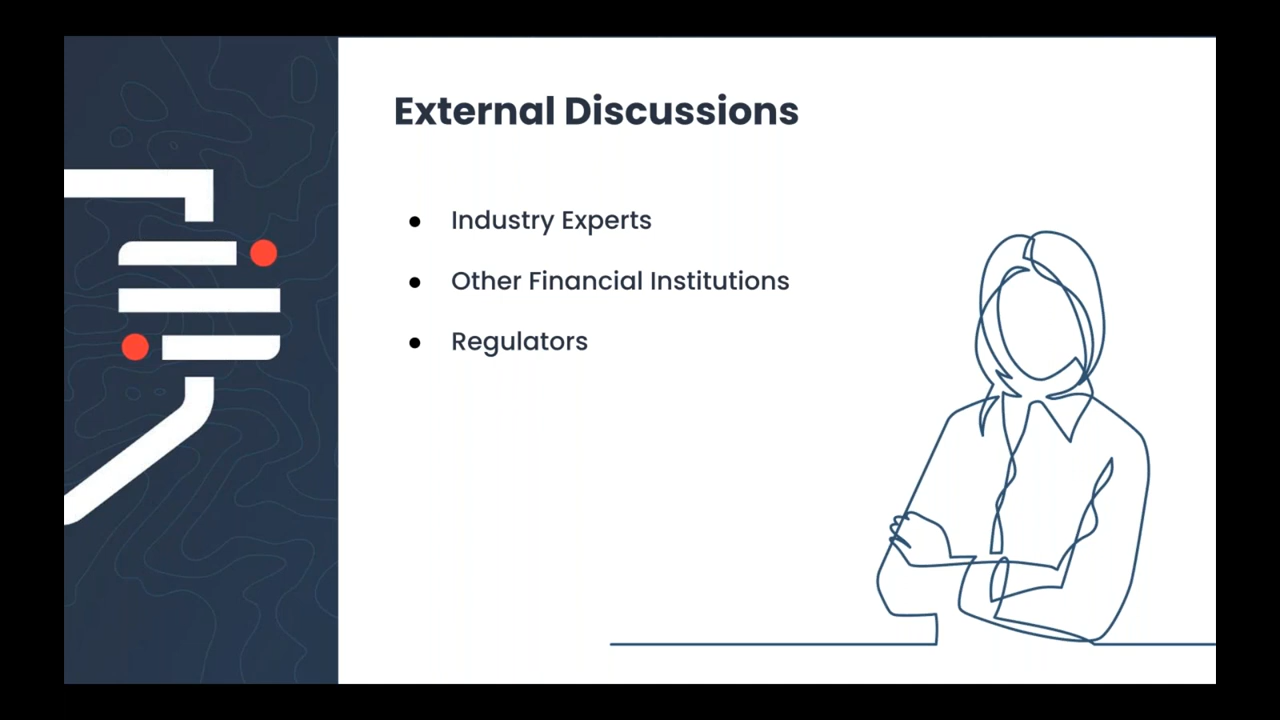 External Discussions
● Industry Experts
● Other Financial Institutions
● Regulators